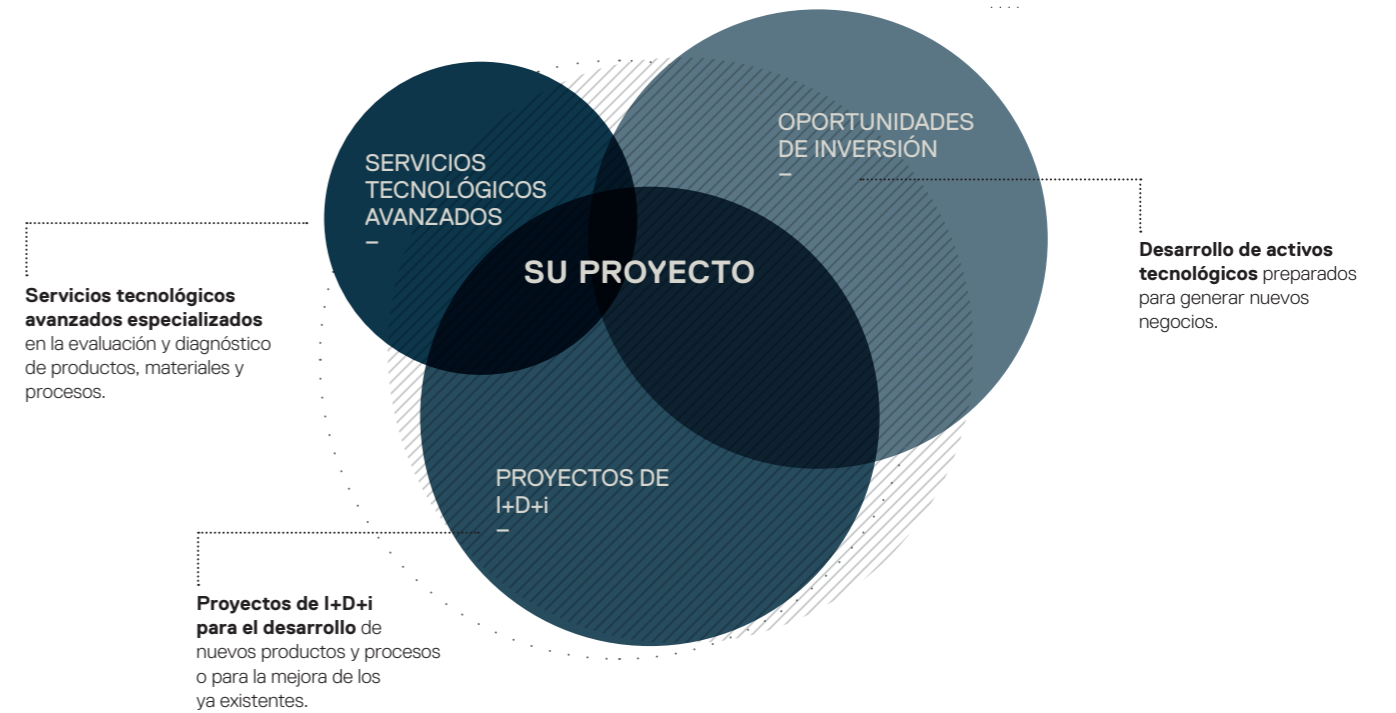 SERVICIOS
TECNOLÓGICOS
AVANZADOS
–
OPORTUNIDADES
DE INVERSIÓN
–
SU PROYECTO
PROYECTOS DE
I+D+i
–
Servicios tecnológicos
avanzados especializados
en la evaluación y diagnóstico
de productos, materiales y
procesos.
Desarrollo de activos
tecnológicos preparados
para generar nuevos
negocios.
Proyectos de I+D+i
para el desarrollo de
nuevos productos y procesos
o para la mejora de los
ya existentes.